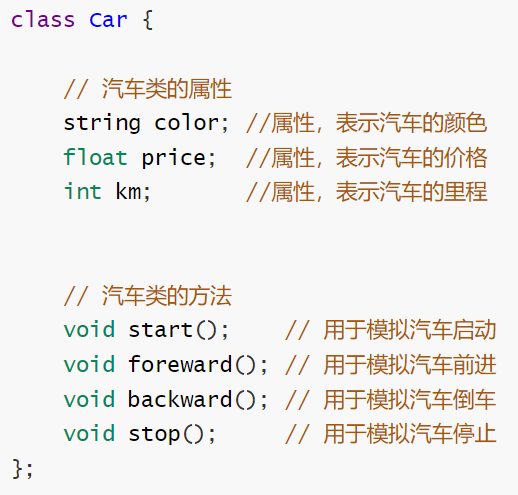 class Car {
// 汽车类的属性
string color; //属性，表示汽车的颜色
float price; //属性，表示汽车的价格
int km; //属性，表示汽车的里程
// 汽车类的方法
void start(); // 用于模拟汽车启动
void foreward(); // 用于模拟汽车前进
void backward(); // 用于模拟汽车倒车
void stop(); // 用于模拟汽车停止
};